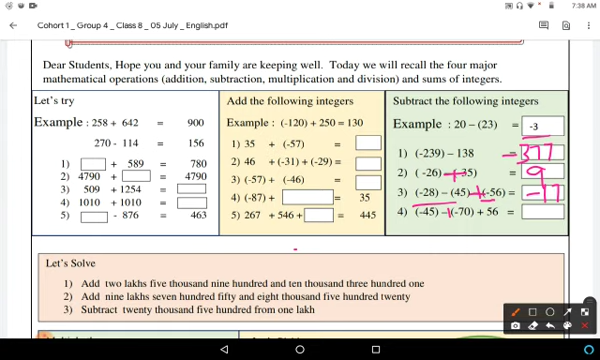 7:38 AM
Cohort 1 _ Group 4 _ Class 8 _ 05 July _ English.pdf
Dear Students, Hope you and your family are keeping well. Today we will recall the four major
mathematical operations (addition, subtraction, multiplication and division) and sums of integers.
Let's try
Example : 258 + 642 = 900
270 - 114 = 156
1) + 589 = 780
2) 4790 + = 4790
3) 509 + 1254 =
4) 1010 + 1010 =
5) - 876 = 463
Add the following integers
Example : (-120) + 250 = 130
1) 35 + (-57) =
2) 46 + (-31) + (-29) =
3) (-57) + (-46) =
4) (-87) + = 35
5) 267 + 546 + = 445
Subtract the following integers
Example : 20 – (23) = -3
1) (-239) – 138 = -377
2) ( -26) + 35) = 9
3) (-28) – (45) + (-56) = -17
4) (-45) – (-70) + 56 =
Let's Solve
1) Add two lakhs five thousand nine hundred and ten thousand three hundred one
2) Add nine lakhs seven hundred fifty and eight thousand five hundred twenty
3) Subtract twenty thousand five hundred from one lakh